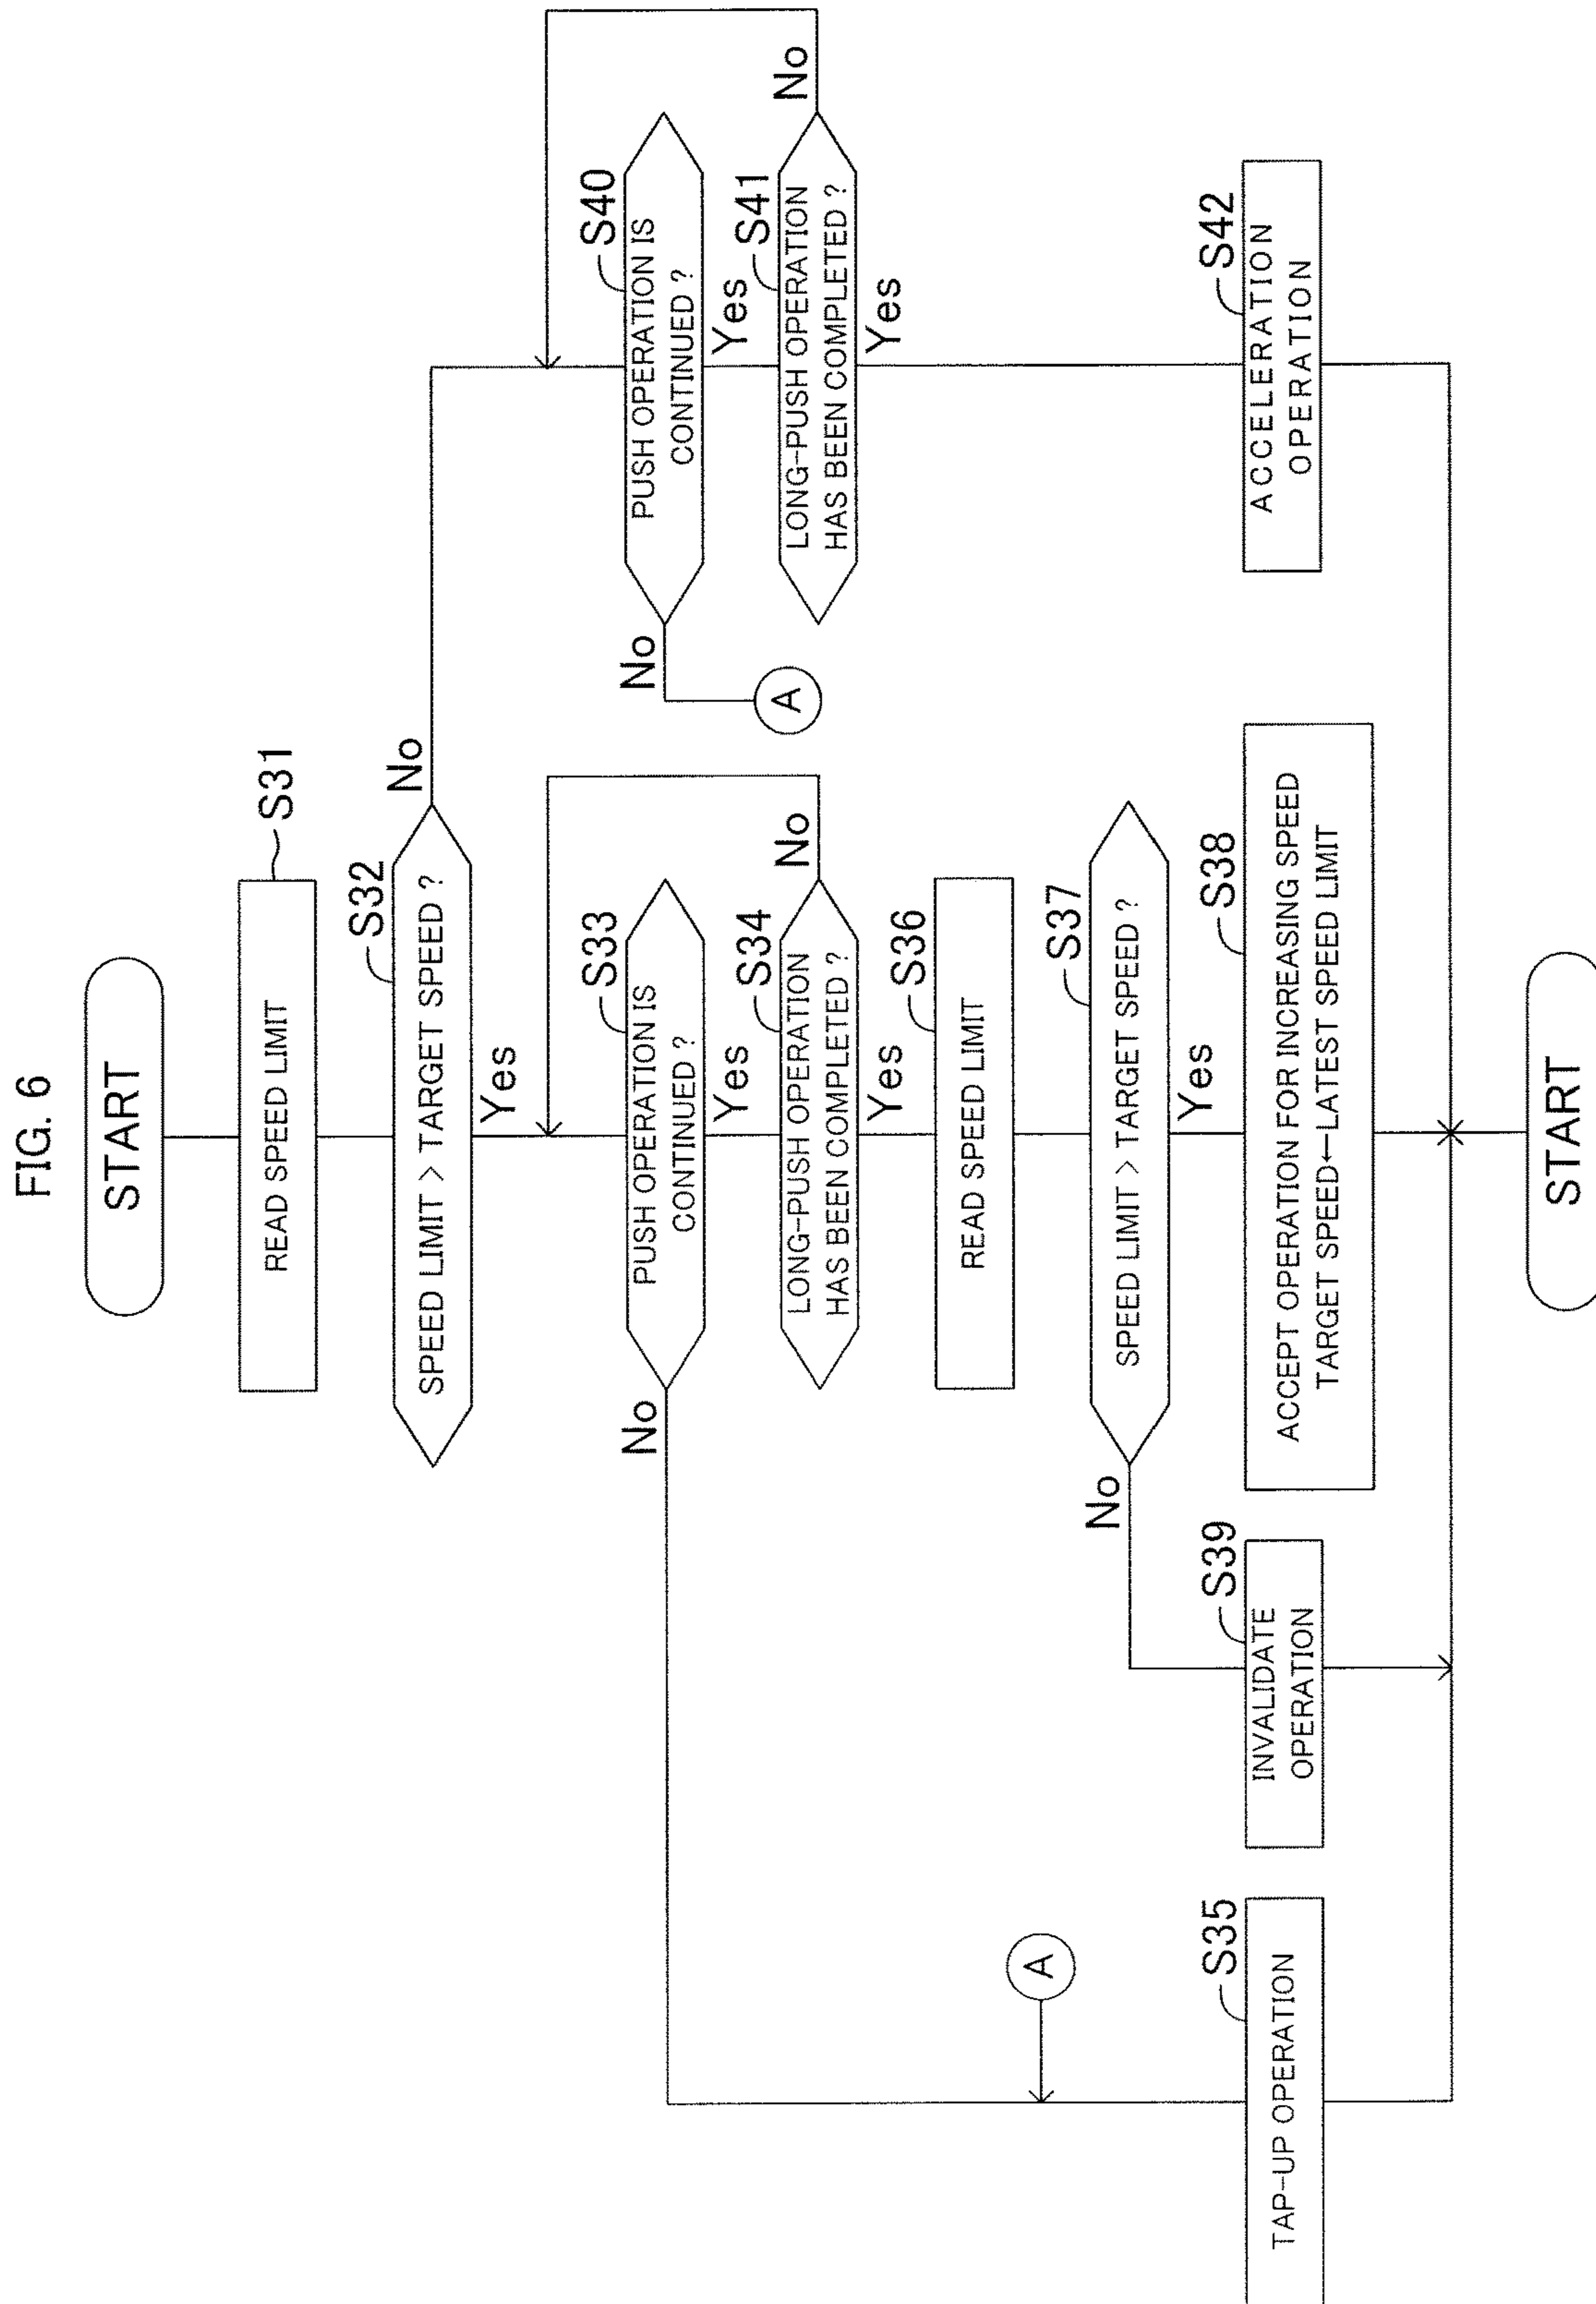 FIG. 6
START
READ SPEED LIMIT
S31
SPEED LIMIT > TARGET SPEED ?
S32
No
Yes
PUSH OPERATION IS
CONTINUED ?
S33
No
Yes
LONG-PUSH OPERATION
HAS BEEN COMPLETED ?
S34
No
Yes
READ SPEED LIMIT
S36
SPEED LIMIT > TARGET SPEED ?
S37
No
Yes
ACCEPT OPERATION FOR INCREASING SPEED
TARGET SPEED←LATEST SPEED LIMIT
S38
INVALIDATE
OPERATION
S39
A
TAP-UP OPERATION
S35
PUSH OPERATION IS
CONTINUED ?
S40
No
A
Yes
LONG-PUSH OPERATION
HAS BEEN COMPLETED ?
S41
No
Yes
ACCELERATION
OPERATION
S42
START